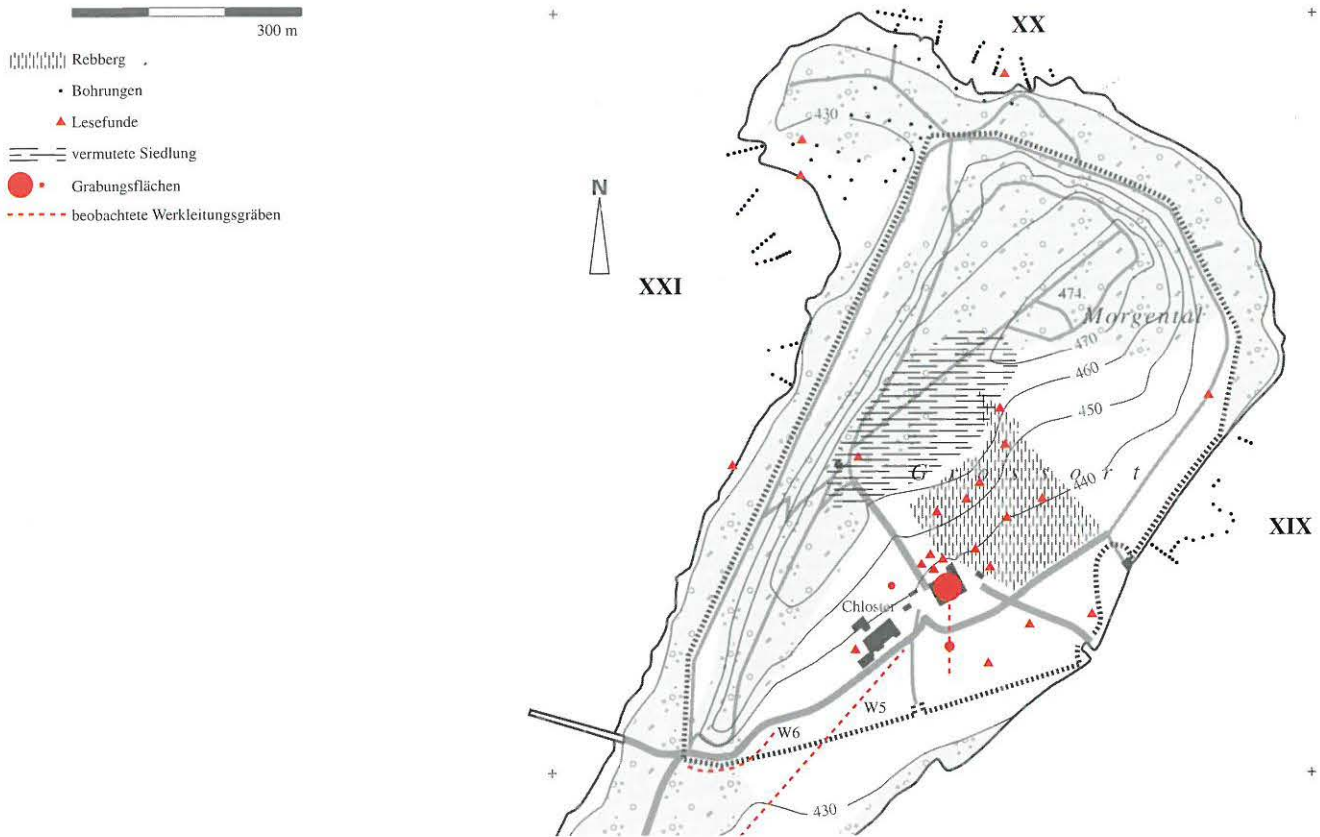 300 m
Rebberg
Bohrungen
Lesefunde
vermutete Siedlung
Grabungsflächen
beobachtete Werkleitungsgräben
XX
430
N
XXI
474
Morgental
470
460
450
Grossort
440
XIX
Chloster
W5
W6
430